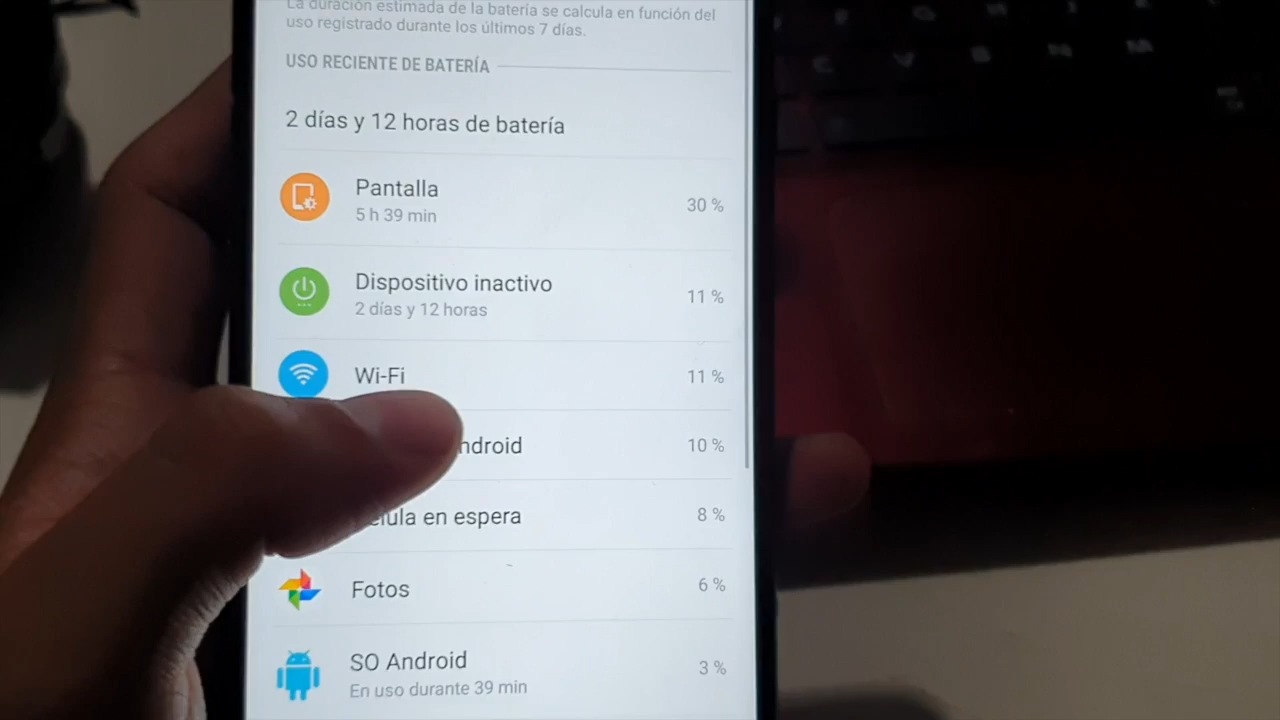 La duración estimada de la batería se calcula en función del
uso registrado durante los últimos 7 días.
USO RECIENTE DE BATERÍA
2 días y 12 horas de batería
Pantalla
5 h 39 min
30 %
Dispositivo inactivo
2 días y 12 horas
11 %
Wi-Fi
11 %
ndroid
10 %
élula en espera
8 %
Fotos
6 %
SO Android
En uso durante 39 min
3 %
C V B N M